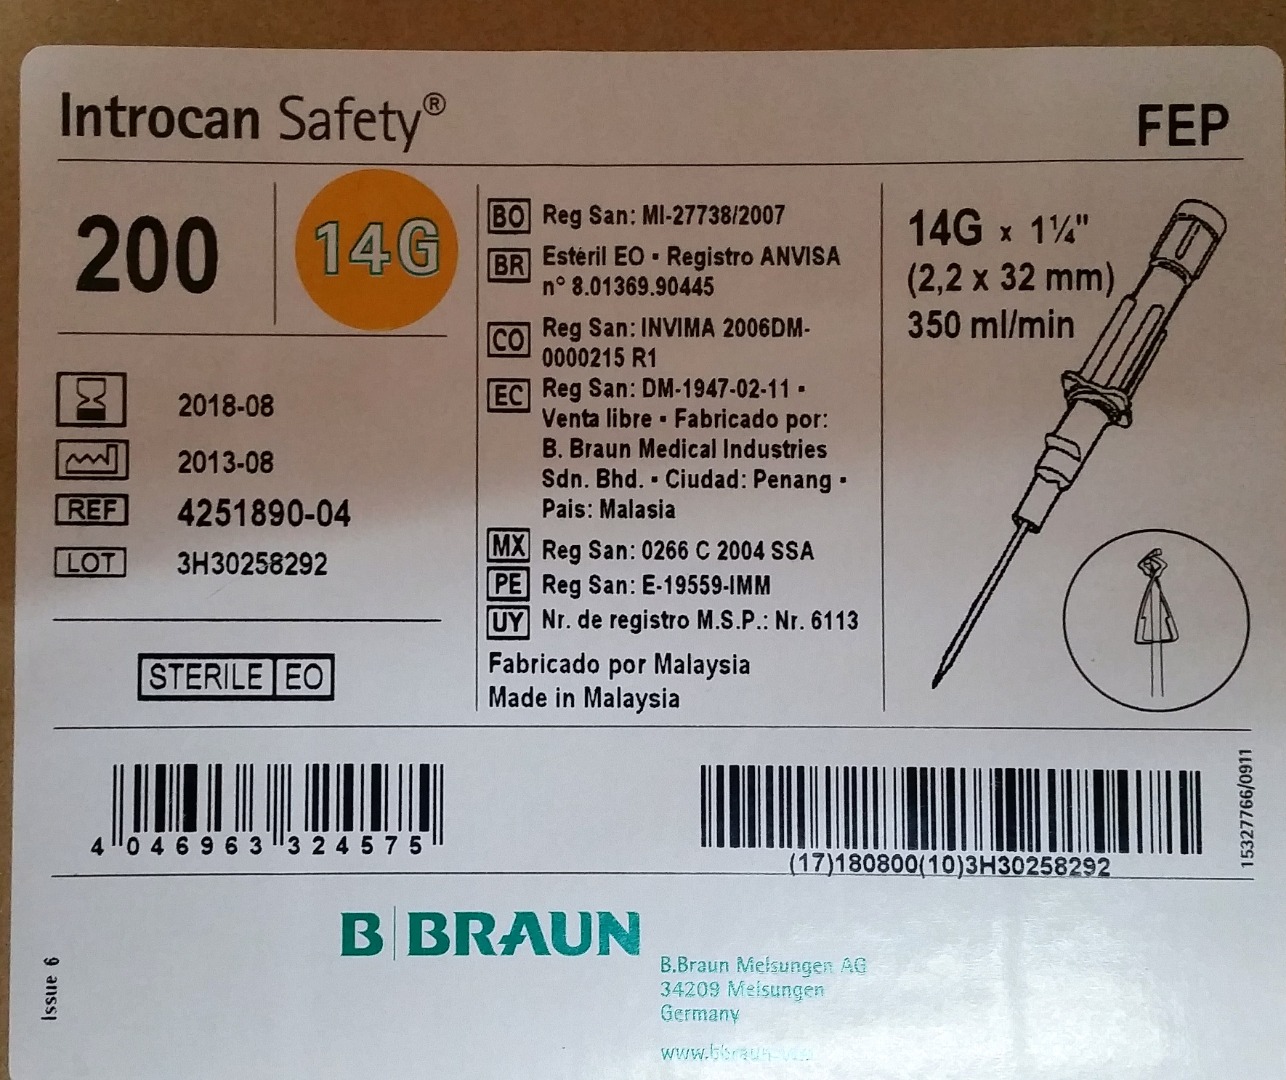 Introcan Safety®
FEP
200
14G
2018-08
2013-08
REF 4251890-04
LOT 3H30258292
STERILE EO
BO Reg San: MI-27738/2007
BR Estéril EO ▪ Registro ANVISA
n° 8.01369.90445
CO Reg San: INVIMA 2006DM-
0000215 R1
EC Reg San: DM-1947-02-11 ▪
Venta libre ▪ Fabricado por:
B. Braun Medical Industries
Sdn. Bhd. ▪ Ciudad: Penang ▪
Pais: Malasia
MX Reg San: 0266 C 2004 SSA
PE Reg San: E-19559-IMM
UY Nr. de registro M.S.P.: Nr. 6113
Fabricado por Malaysia
Made in Malaysia
14G x 1¼"
(2,2 x 32 mm)
350 ml/min
4 046963 324575
(17)180800(10)3H30258292
15327766/0911
Issue 6
B BRAUN
B.Braun Melsungen AG
34209 Melsungen
Germany